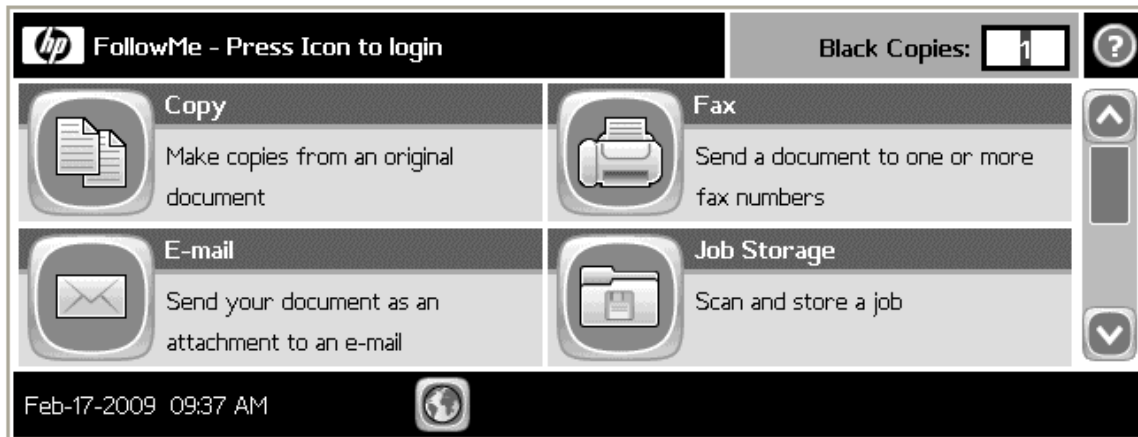 hp FollowMe - Press Icon to login
Black Copies: 1
?
Copy
Make copies from an original
document
Fax
Send a document to one or more
fax numbers
E-mail
Send your document as an
attachment to an e-mail
Job Storage
Scan and store a job
Feb-17-2009 09:37 AM